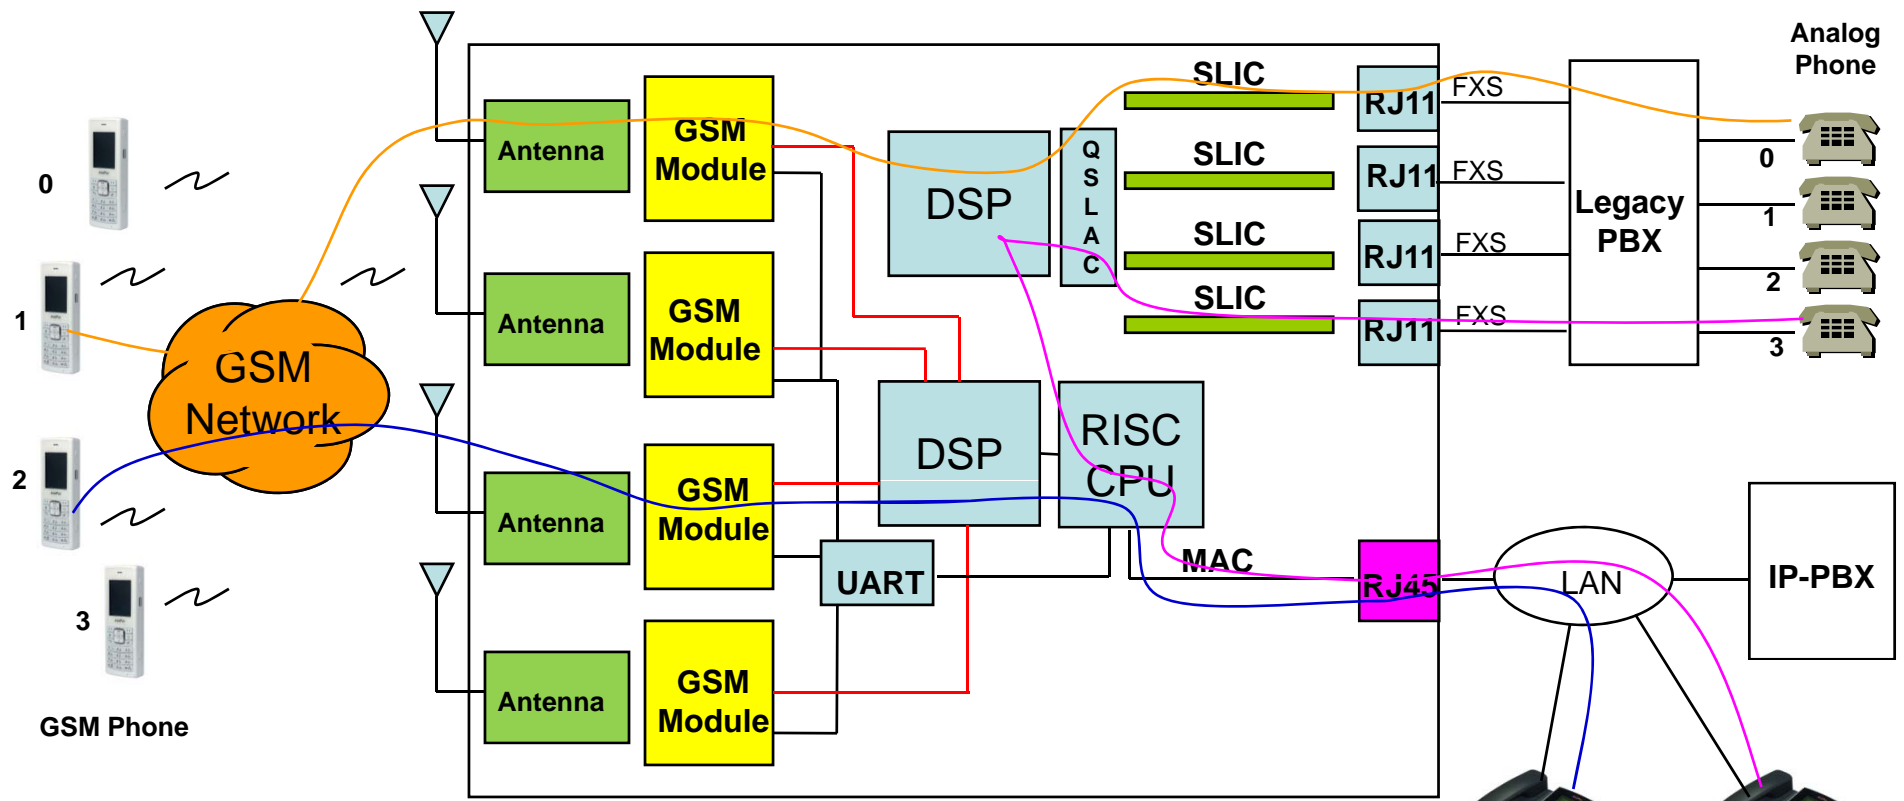 Analog
Phone
SLIC
RJ11
FXS
Antenna
GSM
Module
Q
S
L
A
C
DSP
SLIC
RJ11
FXS
0
0
Legacy
PBX
1
SLIC
RJ11
FXS
2
1
Antenna
GSM
Module
SLIC
RJ11
FXS
3
GSM
Network
DSP
RISC
CPU
2
Antenna
GSM
Module
UART
MAC
RJ45
LAN
IP-PBX
3
Antenna
GSM
Module
GSM Phone